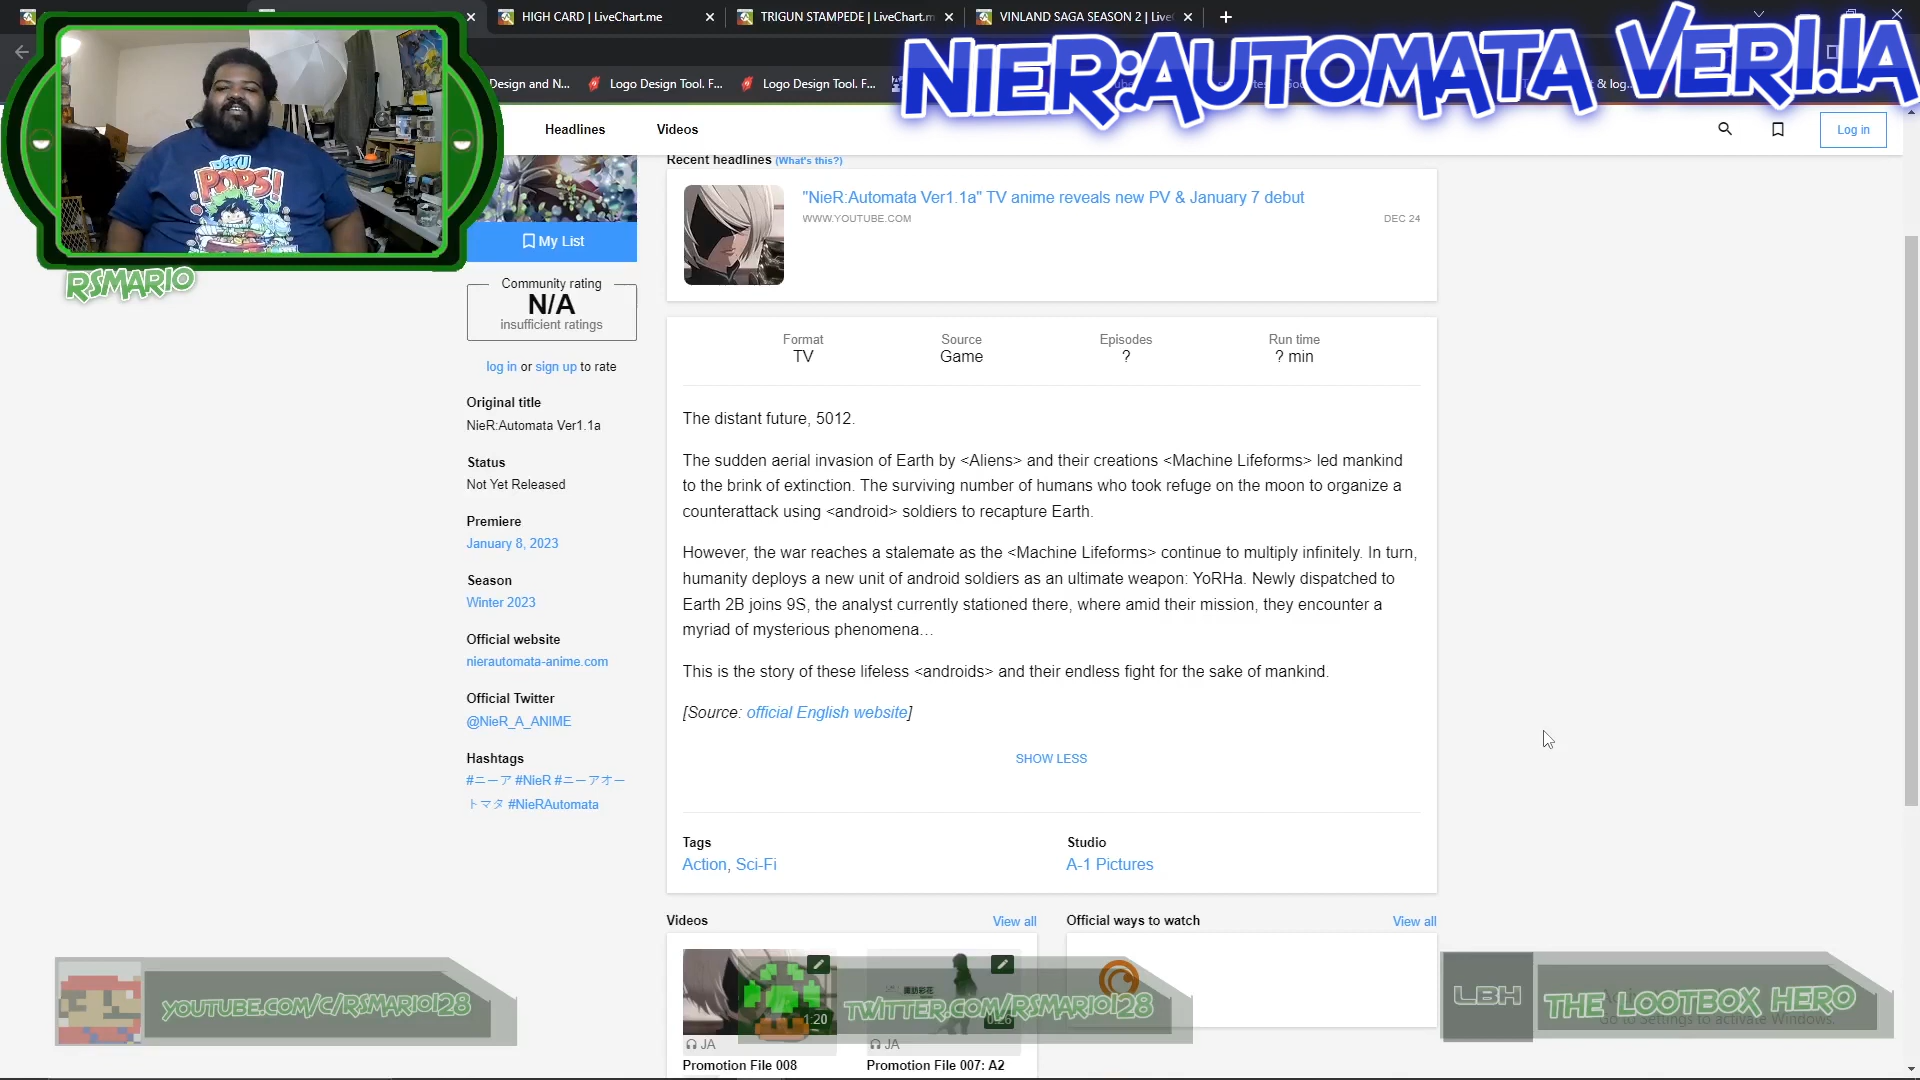 HIGH CARD | LiveChart.me
TRIGUN STAMPEDE | LiveChart.m
VINLAND SAGA SEASON 2 | Live
NIER:AUTOMATA VER1.1A
Design and N...
Logo Design Tool. F...
Logo Design Tool. F...
& log...
Headlines
Videos
Log in
DEKU
POPS!
RSMARIO
Recent headlines (What's this?)
"NieR:Automata Ver1.1a" TV anime reveals new PV & January 7 debut
WWW.YOUTUBE.COM
DEC 24
My List
Community rating
N/A
insufficient ratings
log in or sign up to rate
Original title
NieR:Automata Ver1.1a
Status
Not Yet Released
Premiere
January 8, 2023
Season
Winter 2023
Official website
nierautomata-anime.com
Official Twitter
@NieR_A_ANIME
Hashtags
#ニーア #NieR #ニーアオー
トマタ #NieRAutomata
Format
TV
Source
Game
Episodes
?
Run time
? min
The distant future, 5012.
The sudden aerial invasion of Earth by <Aliens> and their creations <Machine Lifeforms> led mankind
to the brink of extinction. The surviving number of humans who took refuge on the moon to organize a
counterattack using <android> soldiers to recapture Earth.
However, the war reaches a stalemate as the <Machine Lifeforms> continue to multiply infinitely. In turn,
humanity deploys a new unit of android soldiers as an ultimate weapon: YoRHa. Newly dispatched to
Earth 2B joins 9S, the analyst currently stationed there, where amid their mission, they encounter a
myriad of mysterious phenomena…
This is the story of these lifeless <androids> and their endless fight for the sake of mankind.
[Source: official English website]
SHOW LESS
Tags
Action, Sci-Fi
Studio
A-1 Pictures
Videos
View all
Official ways to watch
View all
1:20
JA
Promotion File 008
JA
Promotion File 007: A2
YOUTUBE.COM/C/RSMARIO128
TWITTER.COM/RSMARIO128
LBH
THE LOOTBOX HERO
Go to Settings to activate Windows.